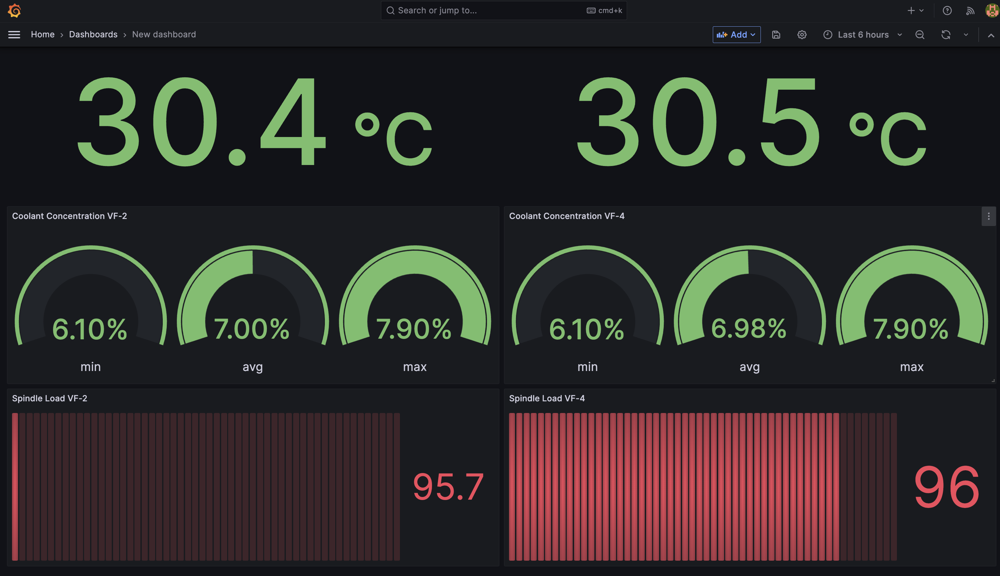 Search or jump to... cmd+k
Home › Dashboards › New dashboard Add Last 6 hours
30.4 °C 30.5 °C
Coolant Concentration VF-2
6.10% 7.00% 7.90%
min avg max
Coolant Concentration VF-4
6.10% 6.98% 7.90%
min avg max
Spindle Load VF-2
95.7
Spindle Load VF-4
96